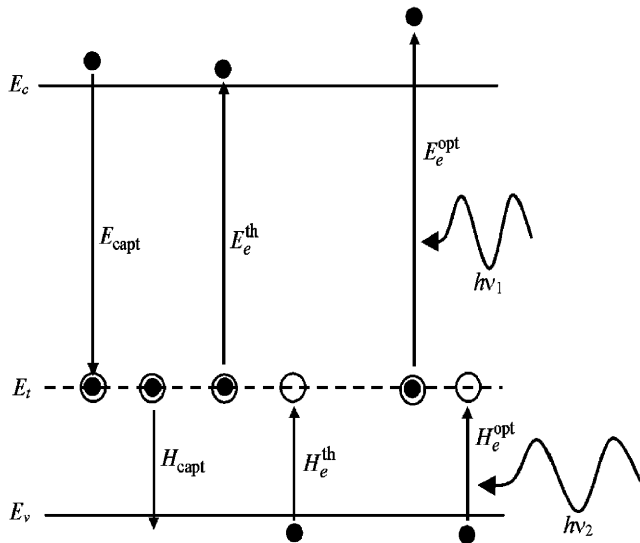 E_c
E_e^opt
E_capt
E_e^th
hν_1
E_t
H_capt
H_e^th
H_e^opt
E_v
hν_2